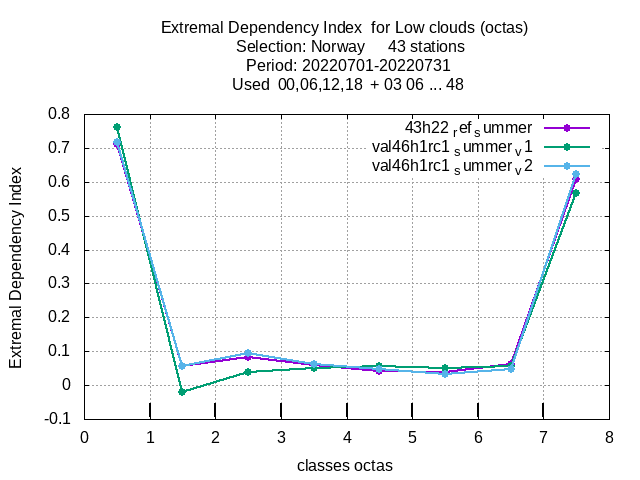 Extremal Dependency Index  for Low clouds (octas)
Selection: Norway     43 stations
Period: 20220701-20220731
Used  00,06,12,18  + 03 06 ... 48
43h22 ref summer
val46h1rc1 summer v1
val46h1rc1 summer v2
Extremal Dependency Index
0.8
0.7
0.6
0.5
0.4
0.3
0.2
0.1
0
-0.1
0 1 2 3 4 5 6 7 8
classes octas